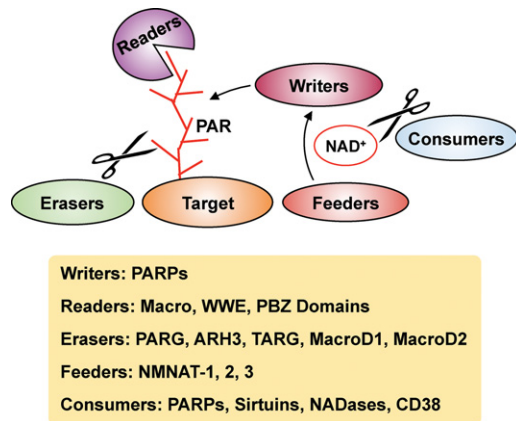 Readers
PAR
Writers
NAD+
Consumers
Erasers
Target
Feeders
Writers: PARPs
Readers: Macro, WWE, PBZ Domains
Erasers: PARG, ARH3, TARG, MacroD1, MacroD2
Feeders: NMNAT-1, 2, 3
Consumers: PARPs, Sirtuins, NADases, CD38